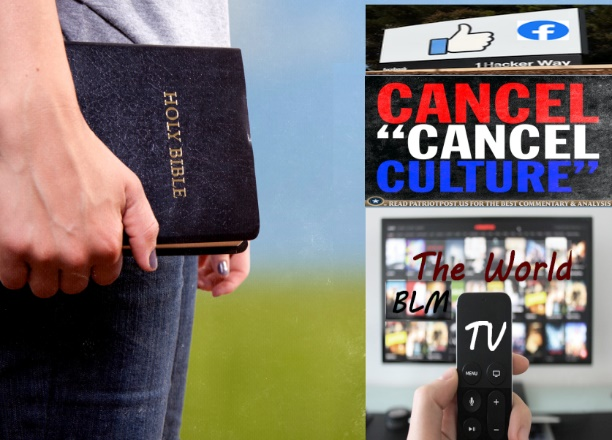 HOLY BIBLE
f
1 Hacker Way
CANCEL
“CANCEL
CULTURE”
READ PATRIOTPOST.US FOR THE BEST COMMENTARY & ANALYSIS
The World
BLM
TV
MENU